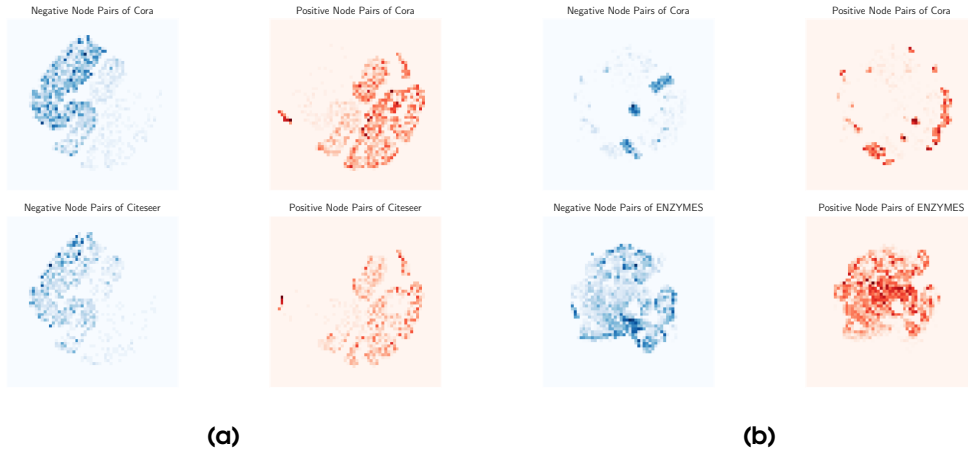 Negative Node Pairs of Cora
Positive Node Pairs of Cora
Negative Node Pairs of Cora
Positive Node Pairs of Cora
Negative Node Pairs of Citeseer
Positive Node Pairs of Citeseer
Negative Node Pairs of ENZYMES
Positive Node Pairs of ENZYMES
(a)
(b)